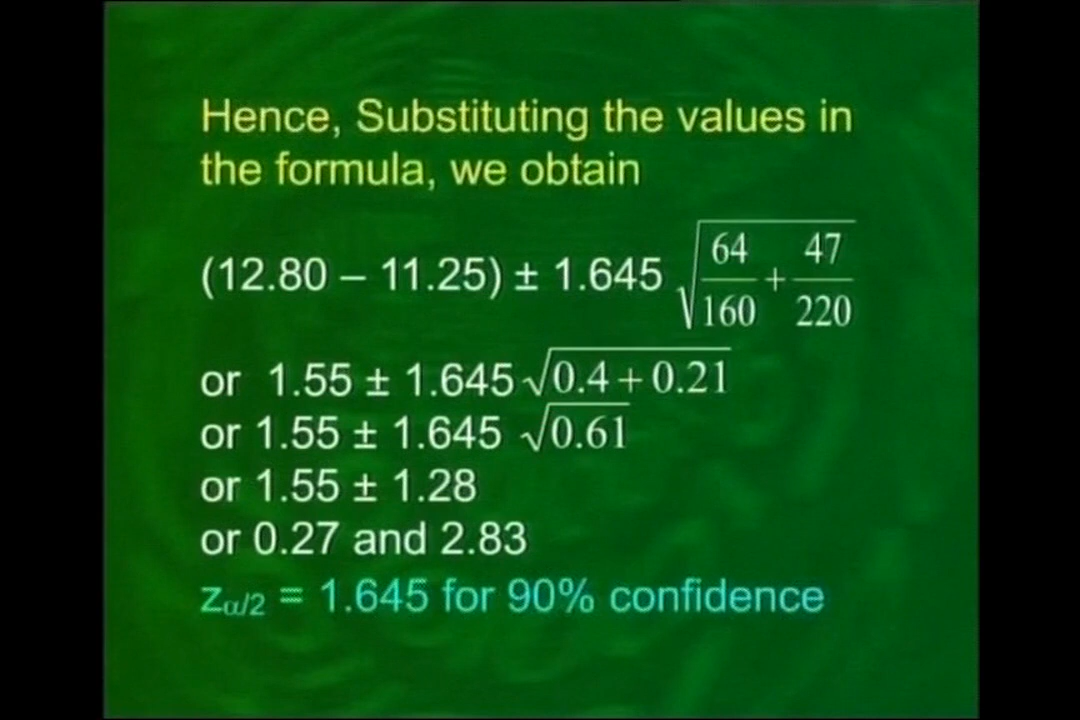 Hence, Substituting the values in
the formula, we obtain
(12.80 – 11.25) ± 1.645 √(64/160 + 47/220)
or 1.55 ± 1.645 √(0.4 + 0.21)
or 1.55 ± 1.645 √0.61
or 1.55 ± 1.28
or 0.27 and 2.83
zα/2 = 1.645 for 90% confidence